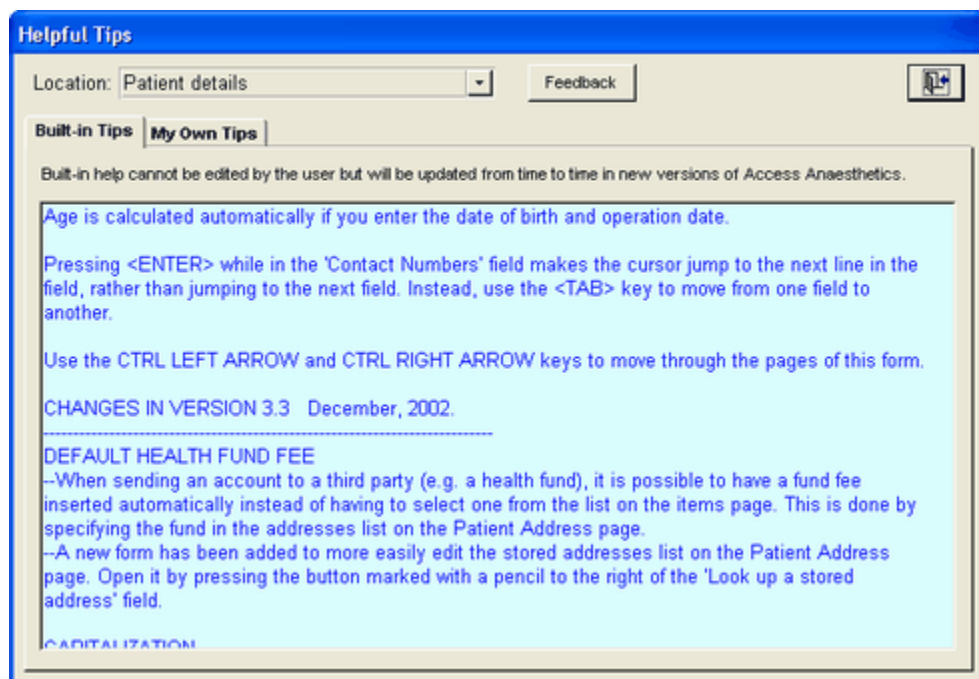 Helpful Tips
Location: Patient details
Feedback
Built-in Tips My Own Tips
Built-in help cannot be edited by the user but will be updated from time to time in new versions of Access Anaesthetics.
Age is calculated automatically if you enter the date of birth and operation date.
Pressing <ENTER> while in the 'Contact Numbers' field makes the cursor jump to the next line in the
field, rather than jumping to the next field. Instead, use the <TAB> key to move from one field to
another.
Use the CTRL LEFT ARROW and CTRL RIGHT ARROW keys to move through the pages of this form.
CHANGES IN VERSION 3.3 December, 2002.
--------------------------------------------------------------------------
DEFAULT HEALTH FUND FEE
--When sending an account to a third party (e.g. a health fund), it is possible to have a fund fee
inserted automatically instead of having to select one from the list on the items page. This is done by
specifying the fund in the addresses list on the Patient Address page.
--A new form has been added to more easily edit the stored addresses list on the Patient Address
page. Open it by pressing the button marked with a pencil to the right of the 'Look up a stored
address' field.
CAPITALIZATION